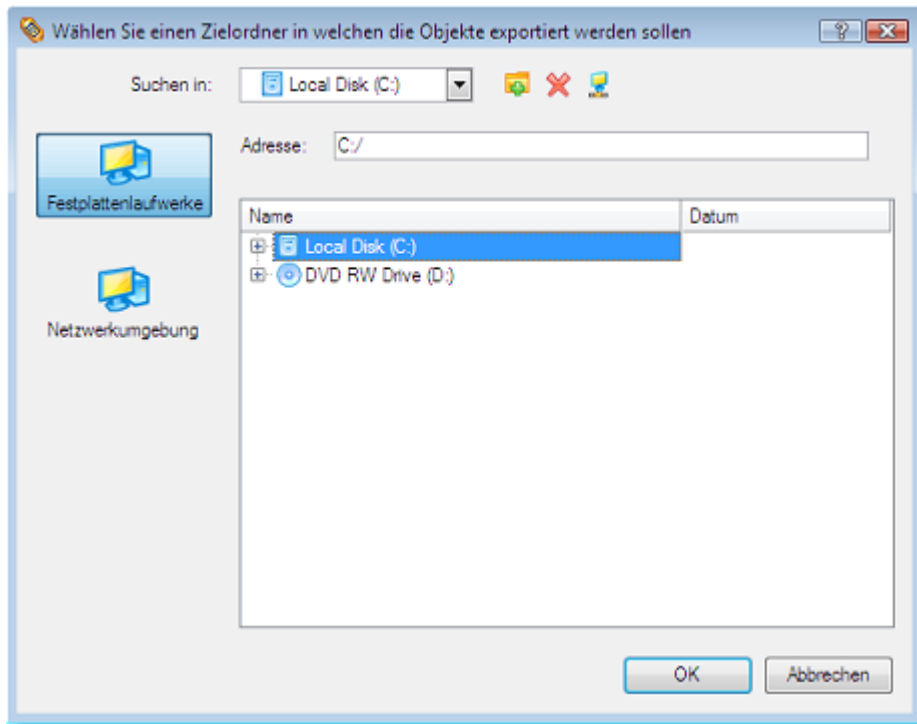 Wählen Sie einen Zielordner in welchen die Objekte exportiert werden sollen
Suchen in: Local Disk (C:)
Adresse: C:/
Festplattenlaufwerke
Netzwerkumgebung
Name Datum
Local Disk (C:)
DVD RW Drive (D:)
OK Abbrechen